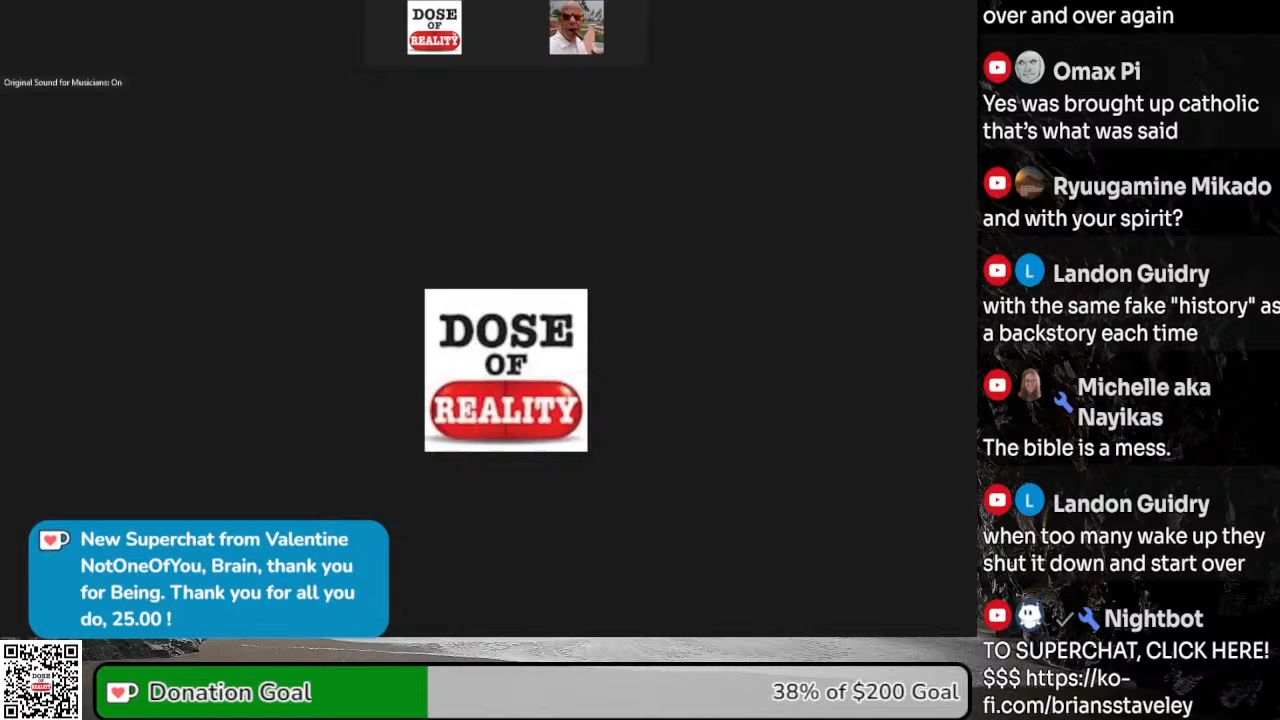 DOSE
OF
REALITY
Original Sound for Musicians: On
DOSE
OF
REALITY
New Superchat from Valentine
NotOneOfYou, Brain, thank you
for Being. Thank you for all you
do, 25.00 !
DOSE
OF
REALITY
Donation Goal
38% of $200 Goal
over and over again
Omax Pi
Yes was brought up catholic
that's what was said
Ryuugamine Mikado
and with your spirit?
L
Landon Guidry
with the same fake "history" as
a backstory each time
Michelle aka
Nayikas
The bible is a mess.
L
Landon Guidry
when too many wake up they
shut it down and start over
Nightbot
TO SUPERCHAT, CLICK HERE!
$$$ https://ko-
fi.com/briansstaveley